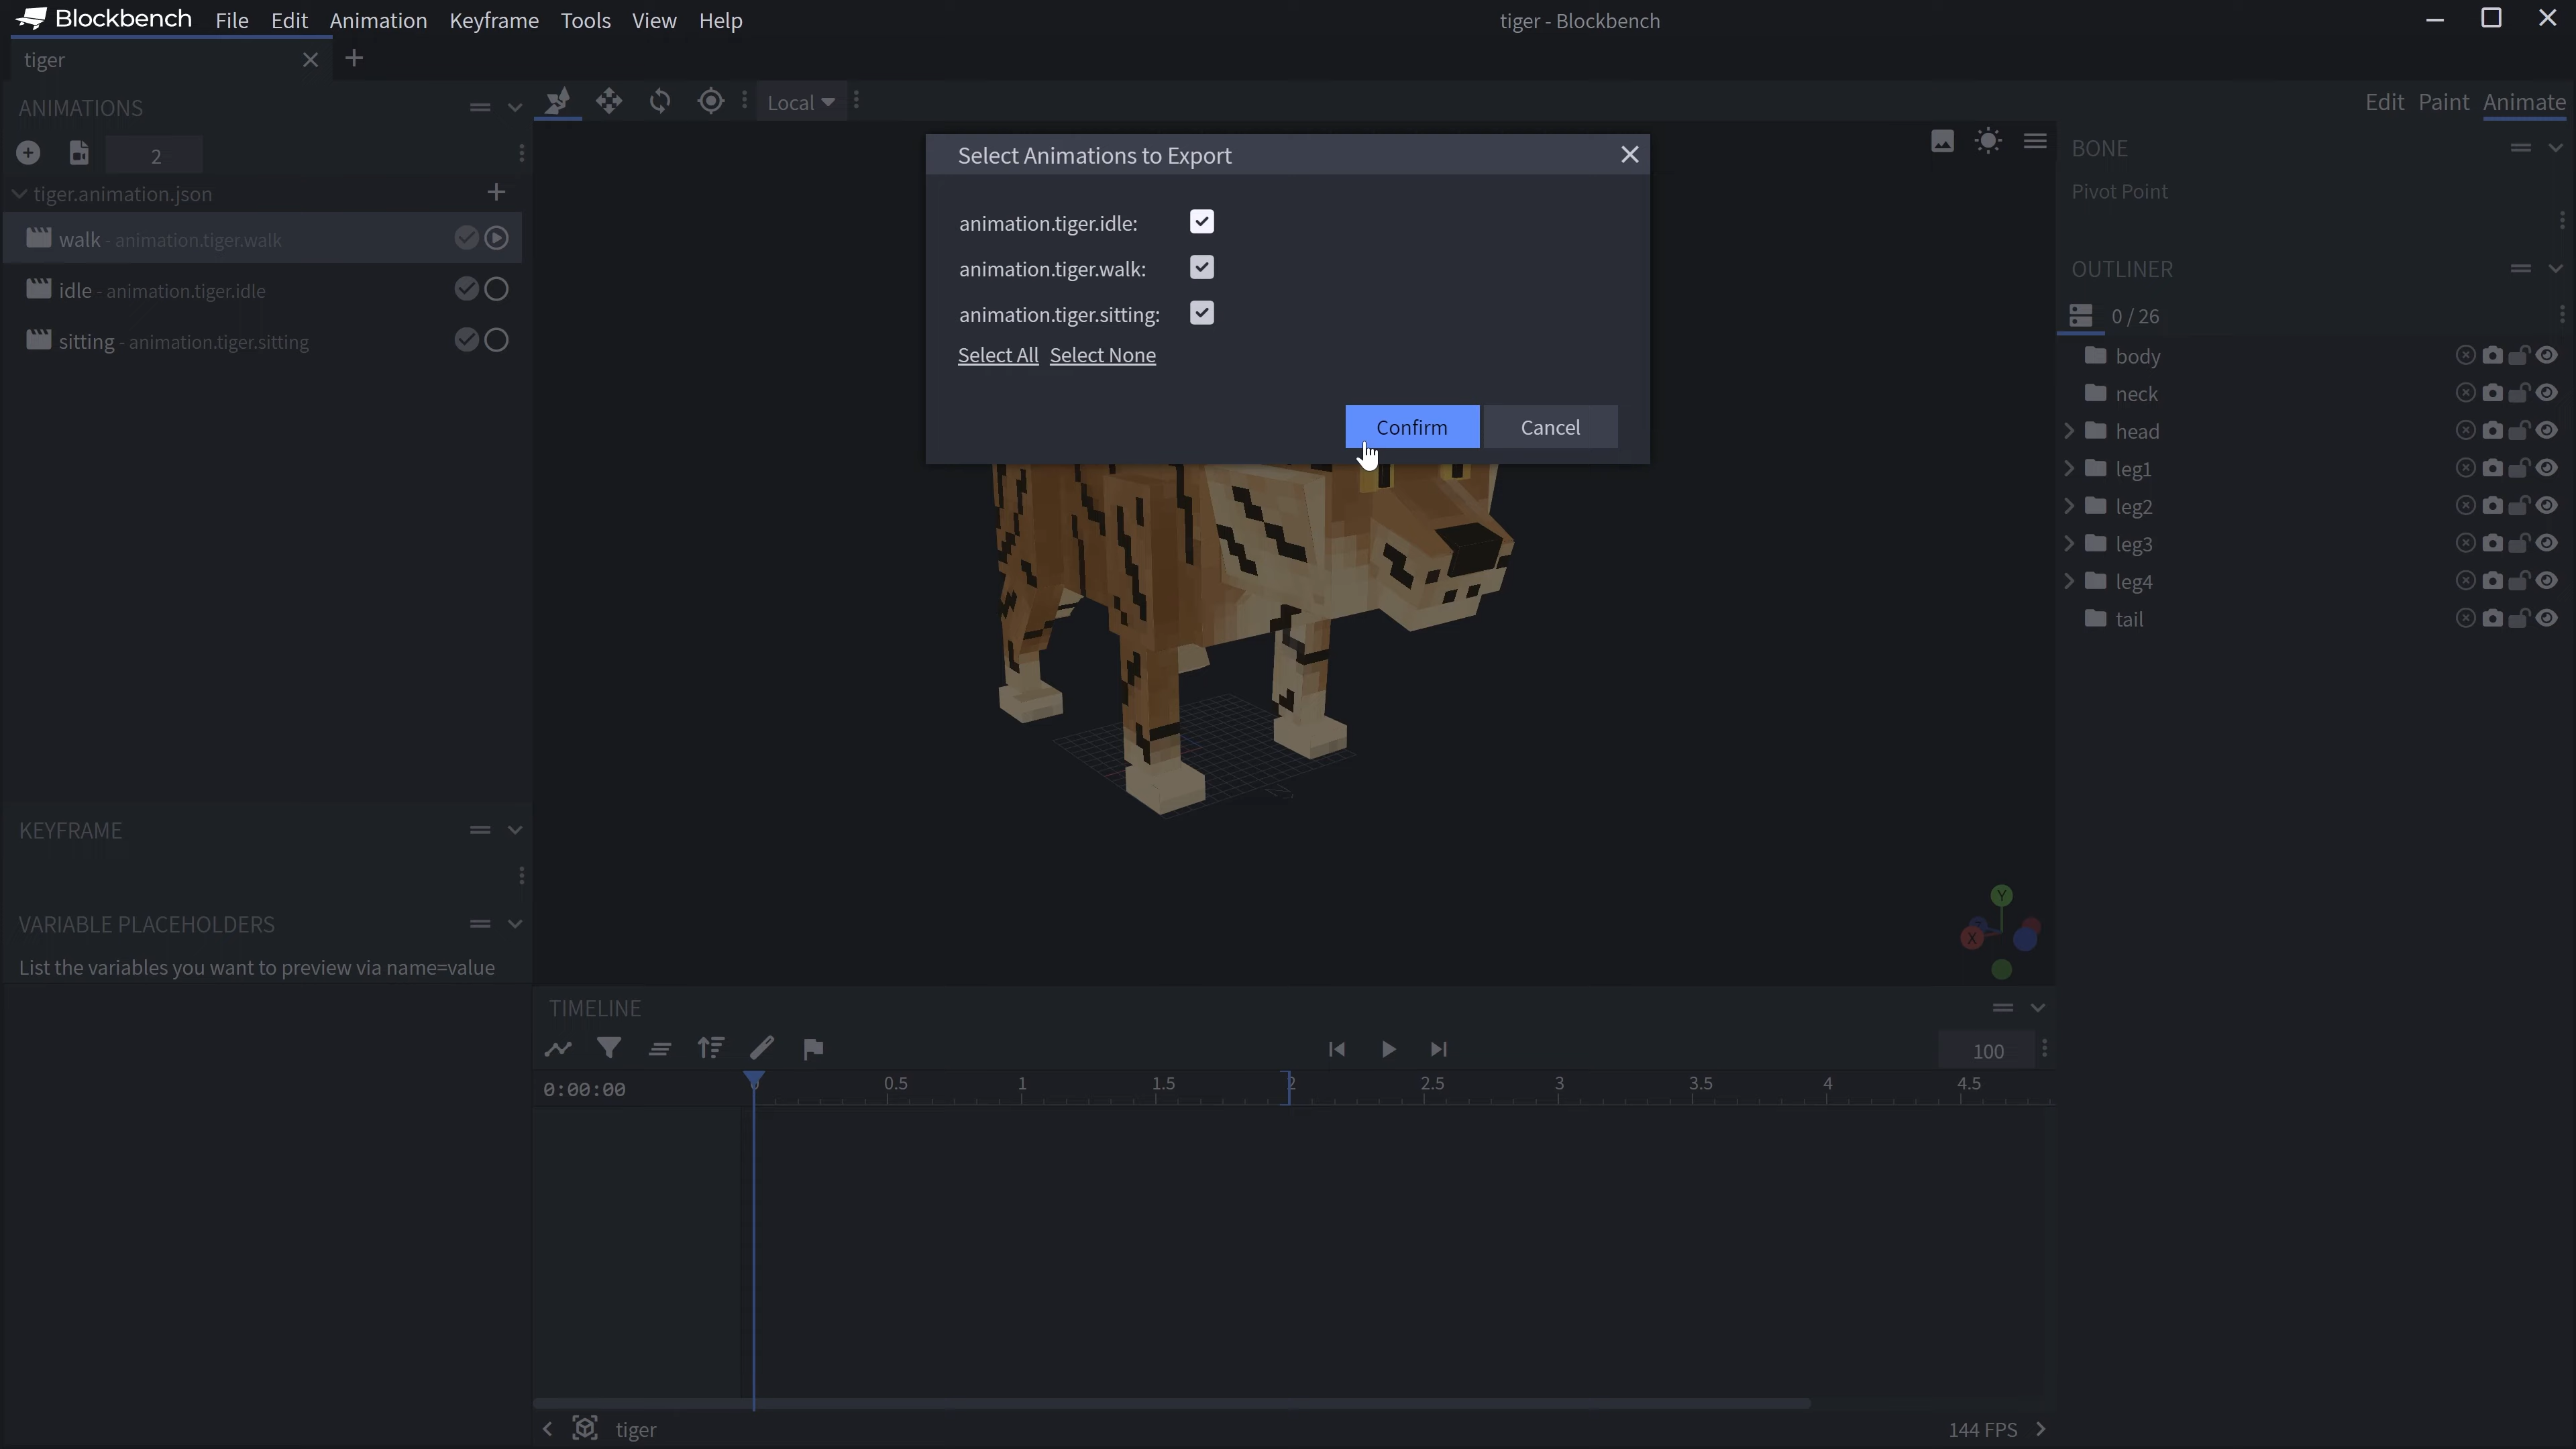 Blockbench File Edit Animation Keyframe Tools View Help tiger - Blockbench
tiger
ANIMATIONS
2
tiger.animation.json
walk - animation.tiger.walk
idle - animation.tiger.idle
sitting - animation.tiger.sitting
KEYFRAME
VARIABLE PLACEHOLDERS
List the variables you want to preview via name=value
Local
Select Animations to Export
animation.tiger.idle:
animation.tiger.walk:
animation.tiger.sitting:
Select All Select None
Confirm Cancel
Y
X
TIMELINE
100
0:00:00 0 0.5 1 1.5 2 2.5 3 3.5 4 4.5
tiger 144 FPS
Edit Paint Animate
BONE
Pivot Point
OUTLINER
0 / 26
body
neck
head
leg1
leg2
leg3
leg4
tail